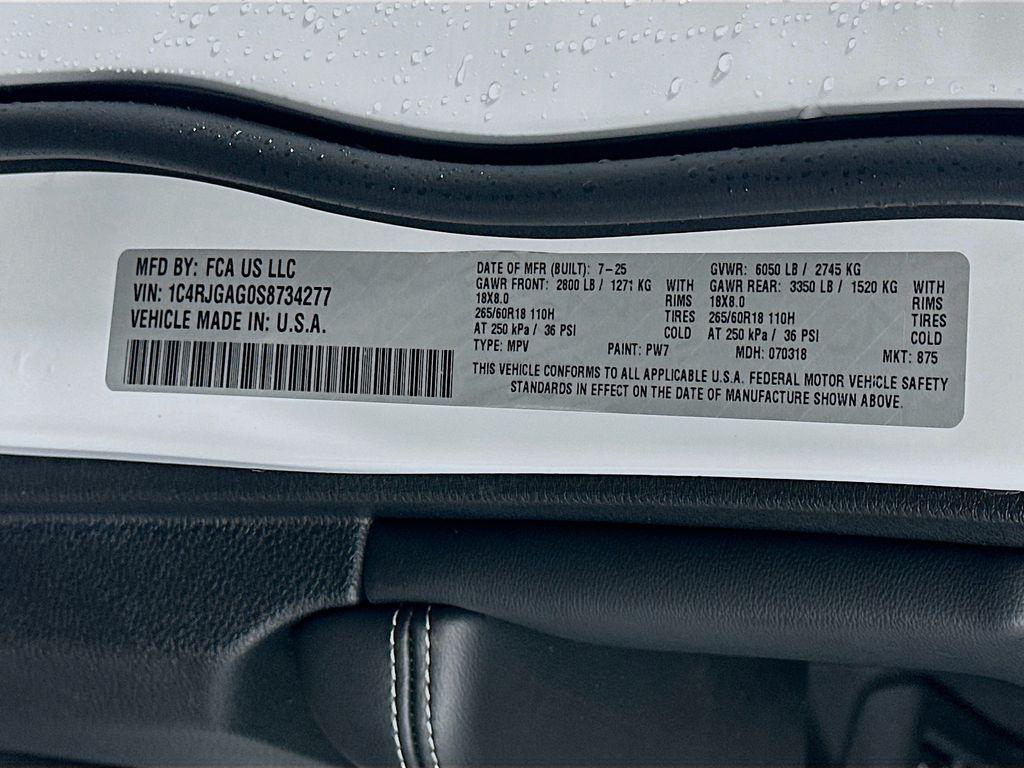 MFD BY: FCA US LLC
VIN: 1C4RJGAG0S8734277
VEHICLE MADE IN: U.S.A.
DATE OF MFR (BUILT): 7-25
GAWR FRONT: 2800 LB / 1271 KG WITH
18X8.0 RIMS
265/60R18 110H TIRES
AT 250 kPa / 36 PSI COLD
TYPE: MPV PAINT: PW7
GVWR: 6050 LB / 2745 KG
GAWR REAR: 3350 LB / 1520 KG WITH
18X8.0 RIMS
265/60R18 110H TIRES
AT 250 kPa / 36 PSI COLD
MDH: 070318 MKT: 875
THIS VEHICLE CONFORMS TO ALL APPLICABLE U.S.A. FEDERAL MOTOR VEHICLE SAFETY
STANDARDS IN EFFECT ON THE DATE OF MANUFACTURE SHOWN ABOVE.